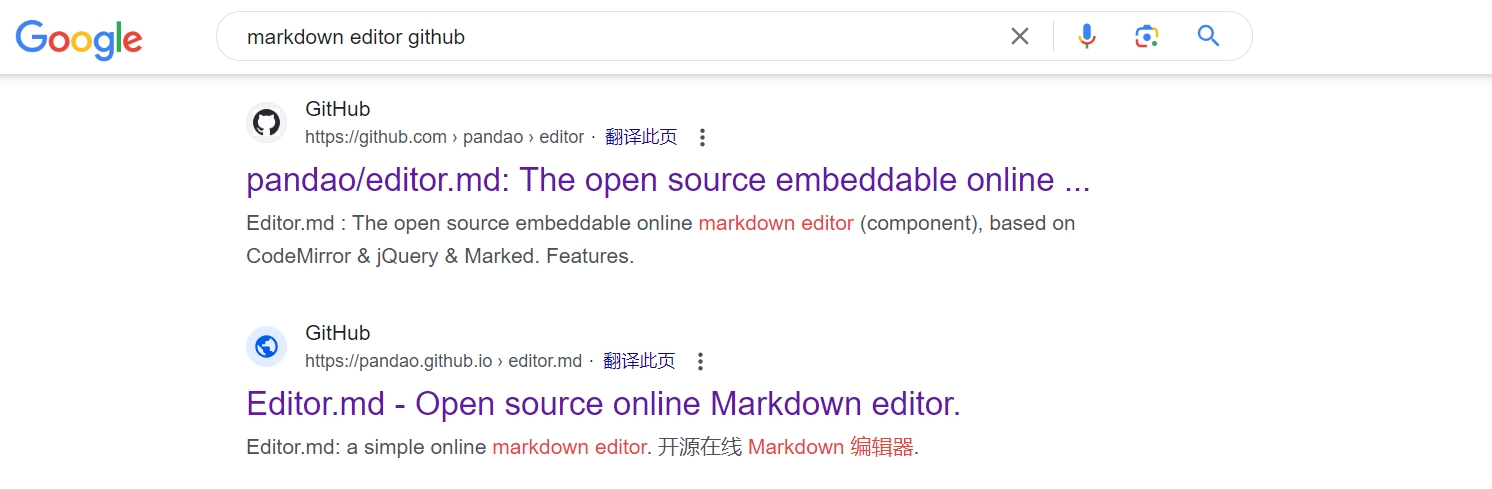 Google
markdown editor github
GitHub
https://github.com › pandao › editor · 翻译此页
pandao/editor.md: The open source embeddable online ...
Editor.md : The open source embeddable online markdown editor (component), based on
CodeMirror & jQuery & Marked. Features.
GitHub
https://pandao.github.io › editor.md · 翻译此页
Editor.md - Open source online Markdown editor.
Editor.md: a simple online markdown editor. 开源在线 Markdown 编辑器.